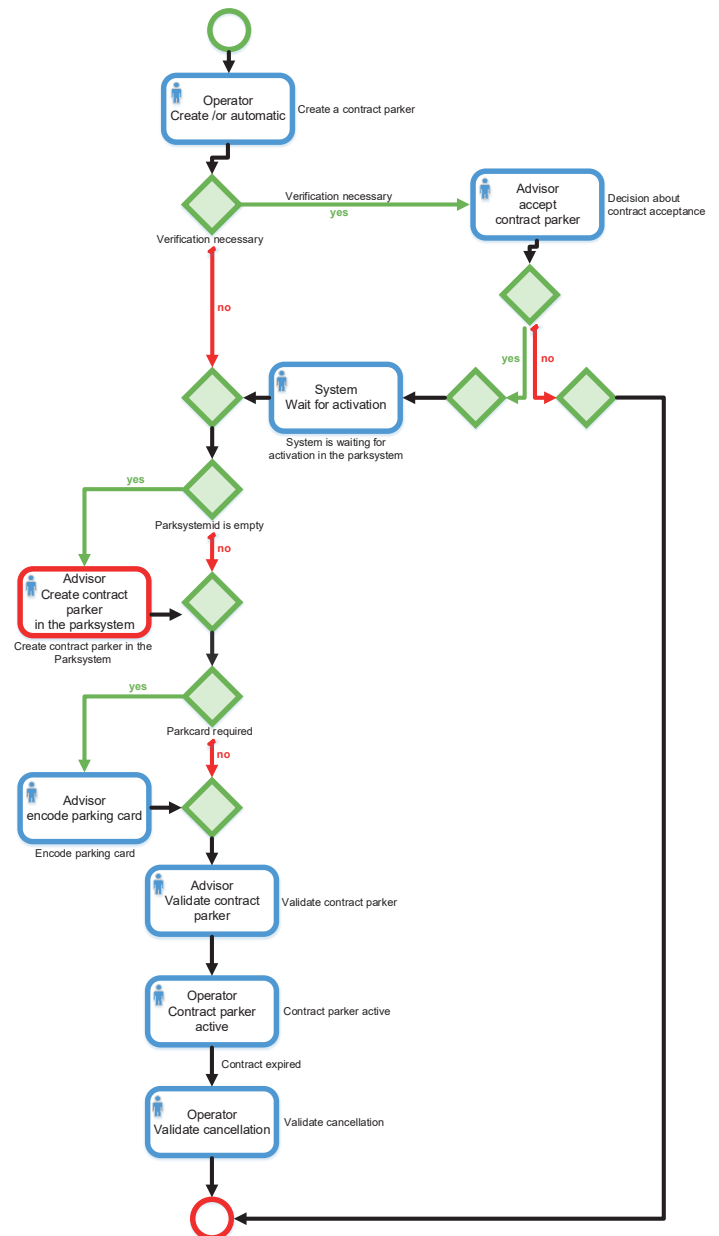 Operator
Create /or automatic
Create a contract parker
Verification necessary
yes
Advisor
accept
contract parker
Decision about
contract acceptance
Verification necessary
no
yes
no
System
Wait for activation
System is waiting for
activation in the parksystem
yes
Parksystemid is empty
no
Advisor
Create contract
parker
in the parksystem
Create contract parker in the
Parksystem
yes
Parkcard required
no
Advisor
encode parking card
Encode parking card
Advisor
Validate contract
parker
Validate contract parker
Operator
Contract parker
active
Contract parker active
Contract expired
Operator
Validate cancellation
Validate cancellation